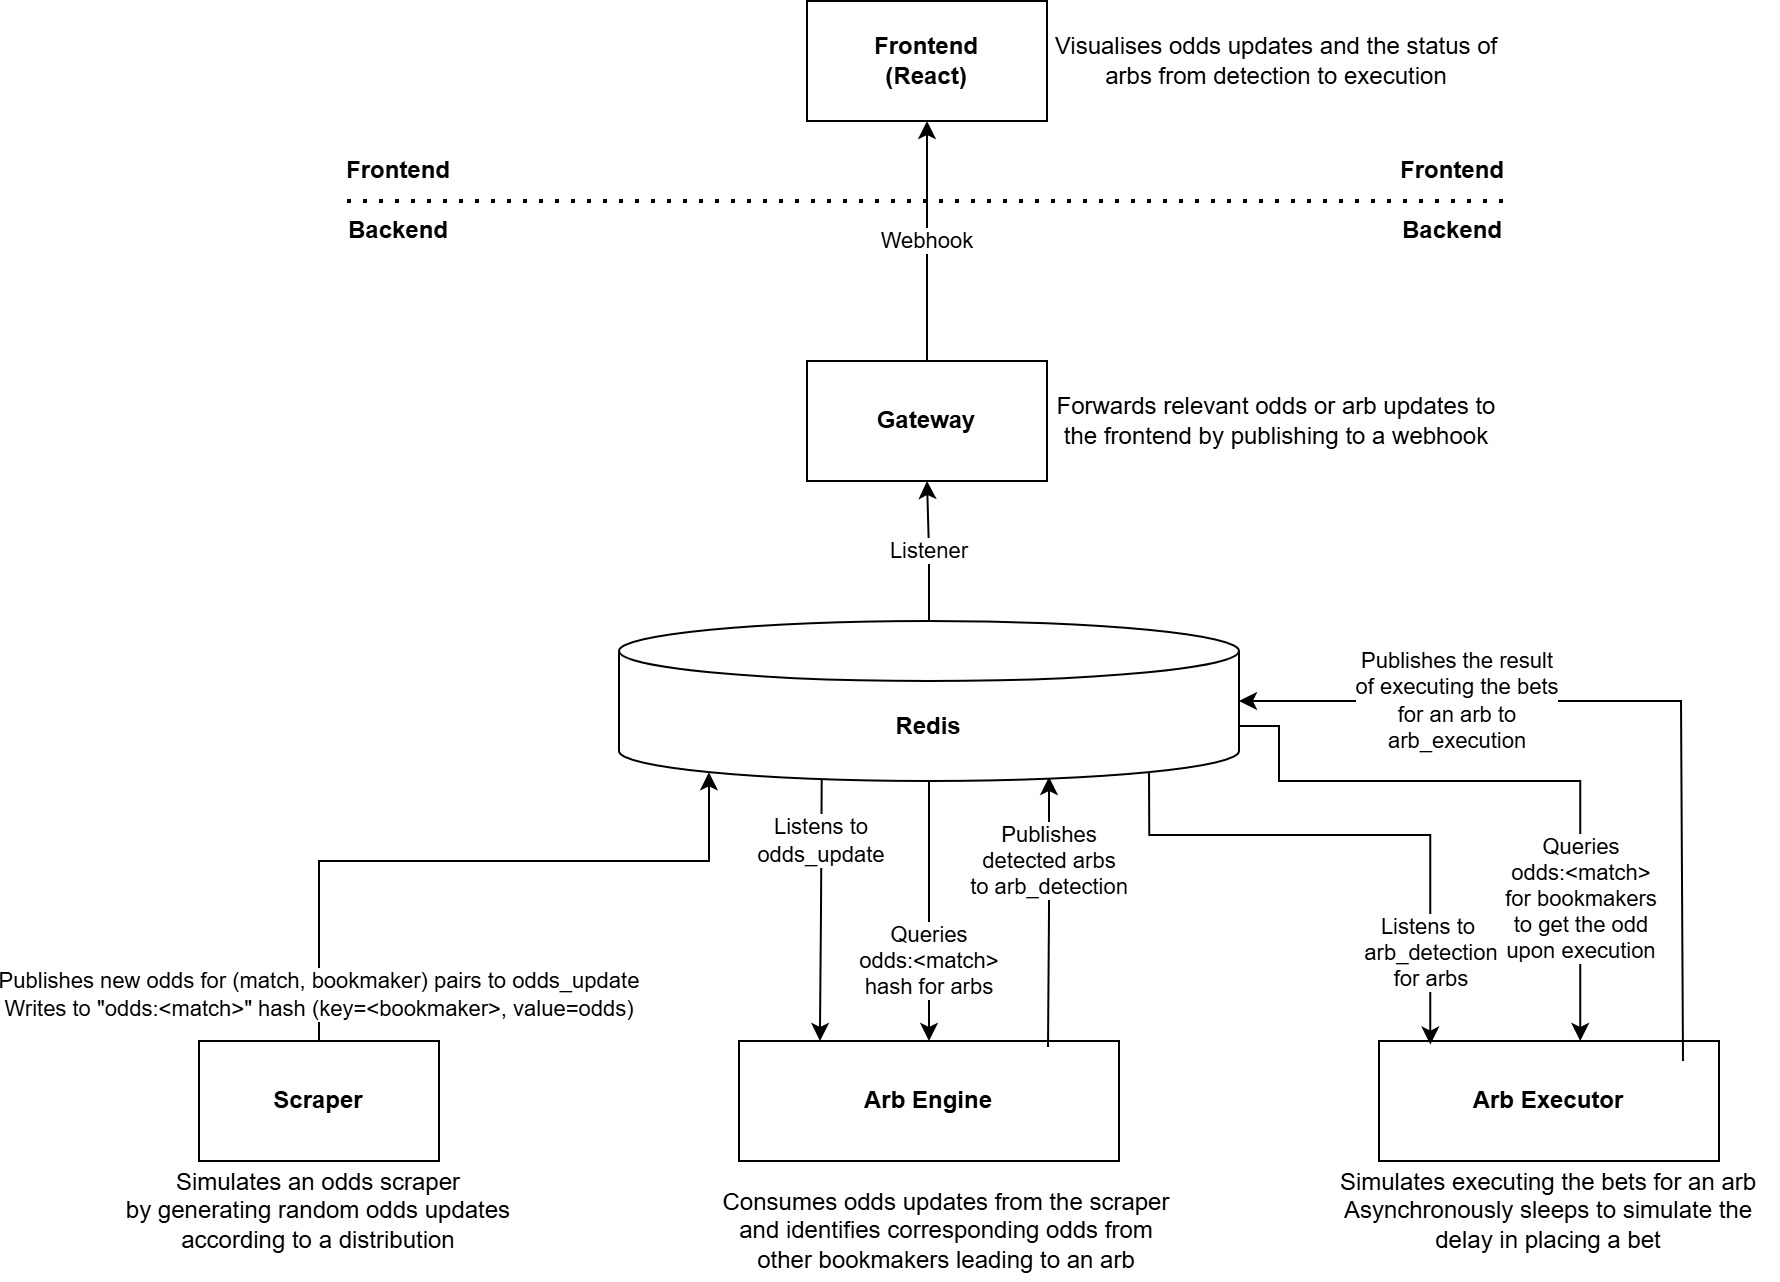 Frontend
(React)
Visualises odds updates and the status of
arbs from detection to execution
Frontend
Frontend
Backend
Backend
Webhook
Gateway
Forwards relevant odds or arb updates to
the frontend by publishing to a webhook
Listener
Redis
Publishes the result
of executing the bets
for an arb to
arb_execution
Listens to
odds_update
Publishes
detected arbs
to arb_detection
Queries
odds:<match>
hash for arbs
Queries
odds:<match>
for bookmakers
to get the odd
upon execution
Listens to
arb_detection
for arbs
Publishes new odds for (match, bookmaker) pairs to odds_update
Writes to "odds:<match>" hash (key=<bookmaker>, value=odds)
Scraper
Simulates an odds scraper
by generating random odds updates
according to a distribution
Arb Engine
Consumes odds updates from the scraper
and identifies corresponding odds from
other bookmakers leading to an arb
Arb Executor
Simulates executing the bets for an arb
Asynchronously sleeps to simulate the
delay in placing a bet